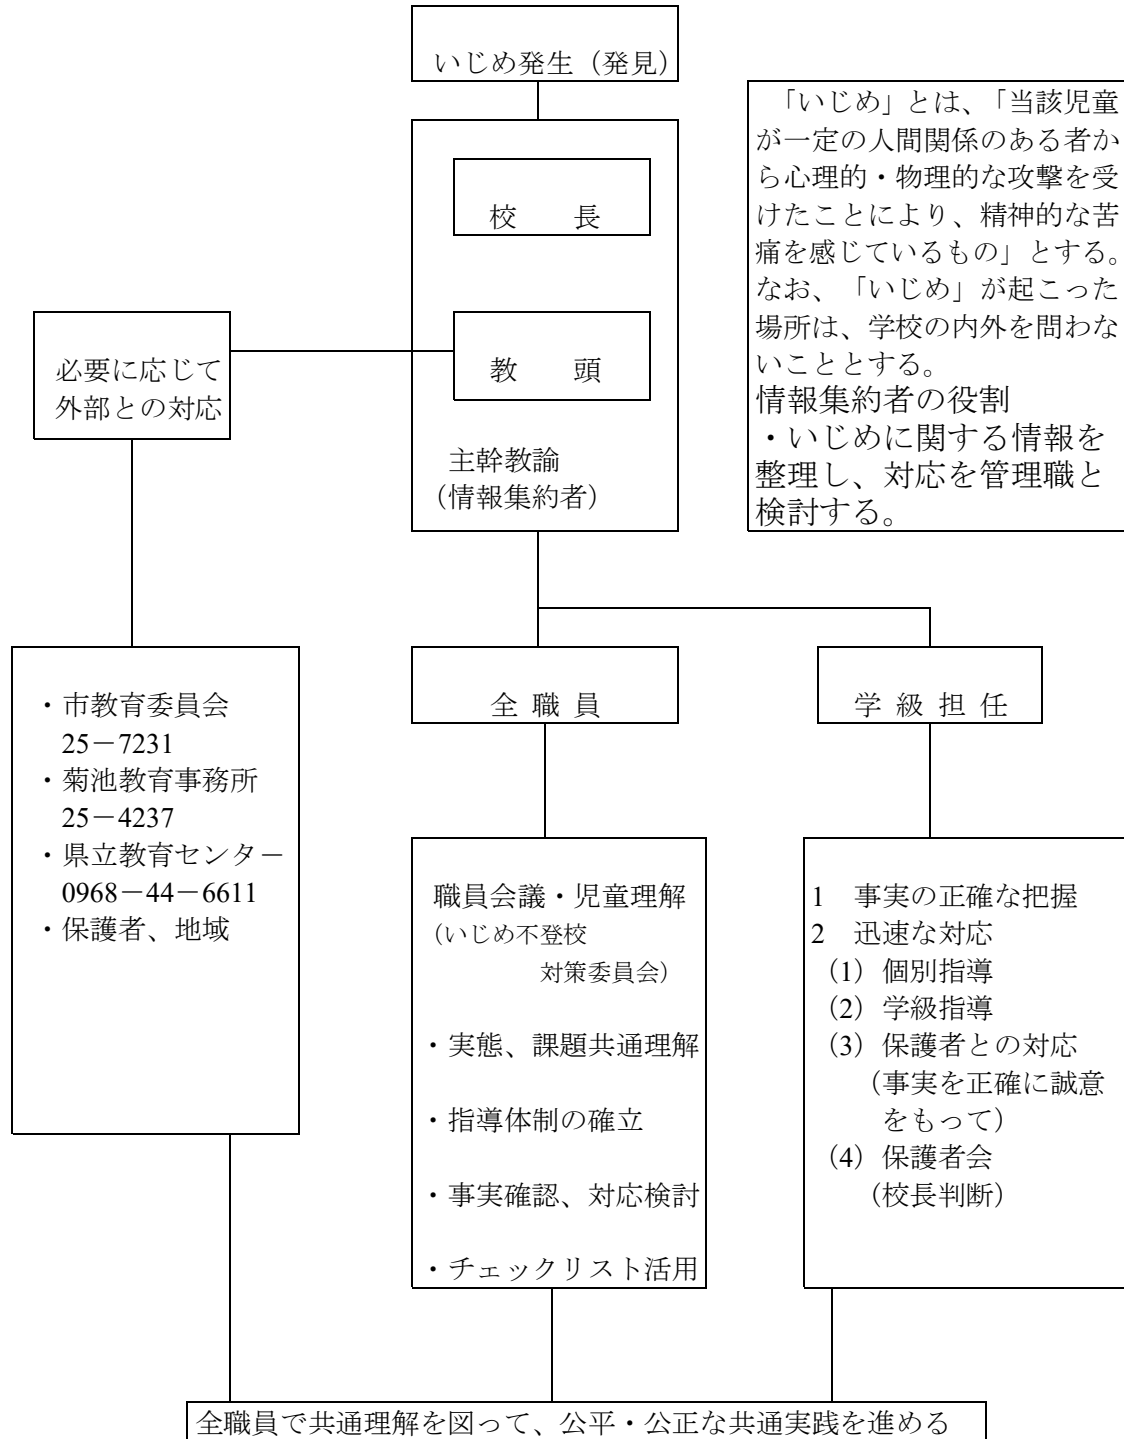 いじめ発生（発見）
校　　長
教　　頭
主幹教諭
（情報集約者）
「いじめ」とは、「当該児童
が一定の人間関係のある者か
ら心理的・物理的な攻撃を受
けたことにより、精神的な苦
痛を感じているもの」とする。
なお、「いじめ」が起こった
場所は、学校の内外を問わな
いこととする。
情報集約者の役割
・いじめに関する情報を
整理し、対応を管理職と
検討する。
必要に応じて
外部との対応
・市教育委員会
25－7231
・菊池教育事務所
25－4237
・県立教育センタ－
0968－44－6611
・保護者、地域
全 職 員
職員会議・児童理解
（いじめ不登校
対策委員会）
・実態、課題共通理解
・指導体制の確立
・事実確認、対応検討
・チェックリスト活用
学 級 担 任
1　事実の正確な把握
2　迅速な対応
（1）個別指導
（2）学級指導
（3）保護者との対応
（事実を正確に誠意
をもって）
（4）保護者会
（校長判断）
全職員で共通理解を図って、公平・公正な共通実践を進める